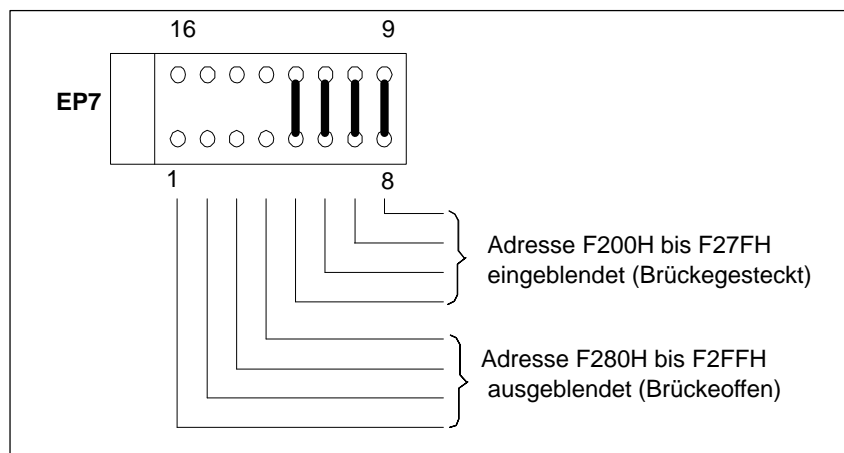 16 9
EP7
1 8
Adresse F200H bis F27FH
eingeblendet (Brückegesteckt)
Adresse F280H bis F2FFH
ausgeblendet (Brückeoffen)